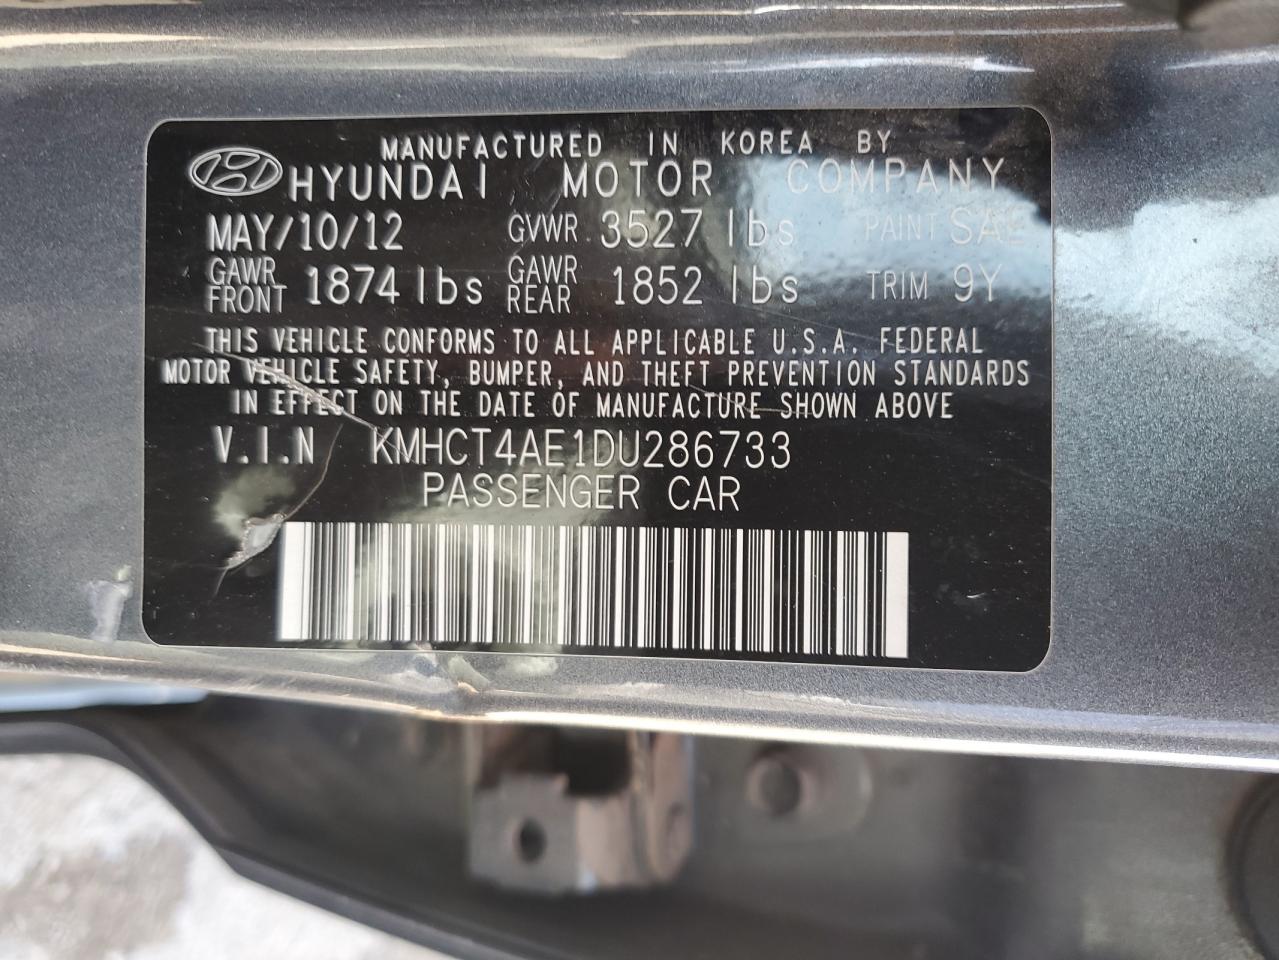 MANUFACTURED IN KOREA BY
HYUNDAI MOTOR COMPANY
MAY/10/12 GVWR 3527 lbs PAINT SAE
GAWR FRONT 1874 lbs GAWR REAR 1852 lbs TRIM 9Y
THIS VEHICLE CONFORMS TO ALL APPLICABLE U.S.A. FEDERAL
MOTOR VEHICLE SAFETY, BUMPER, AND THEFT PREVENTION STANDARDS
IN EFFECT ON THE DATE OF MANUFACTURE SHOWN ABOVE
V.I.N KMHCT4AE1DU286733
PASSENGER CAR